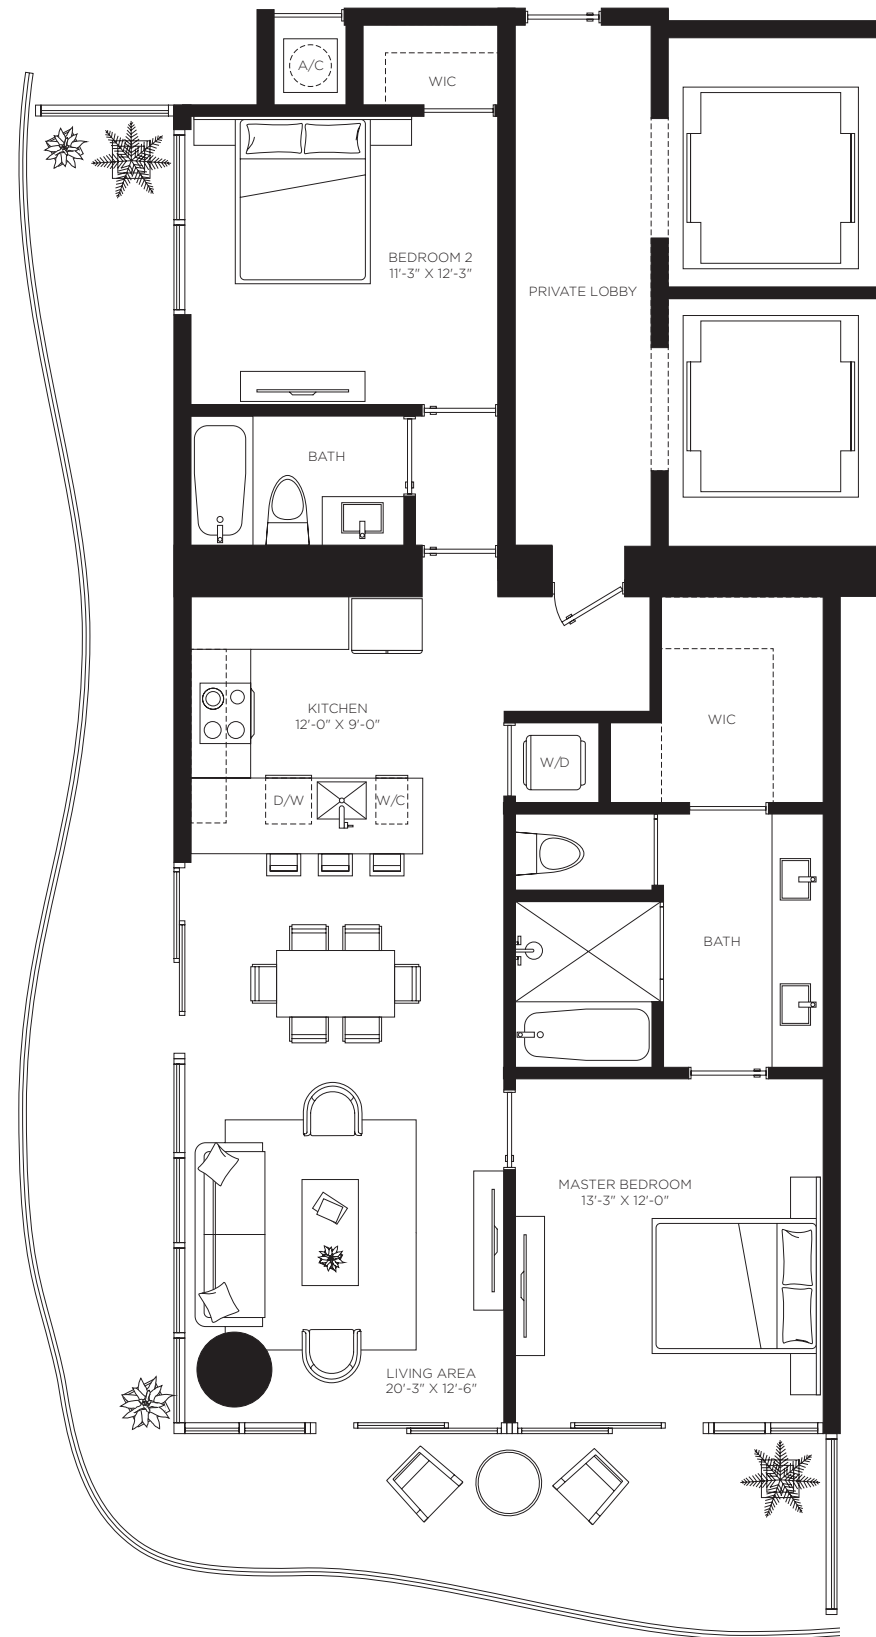 A/C
WIC
BEDROOM 2
11'-3" X 12'-3"
PRIVATE LOBBY
BATH
KITCHEN
12'-0" X 9'-0"
WIC
W/D
D/W
W/C
BATH
MASTER BEDROOM
13'-3" X 12'-0"
LIVING AREA
20'-3" X 12'-6"